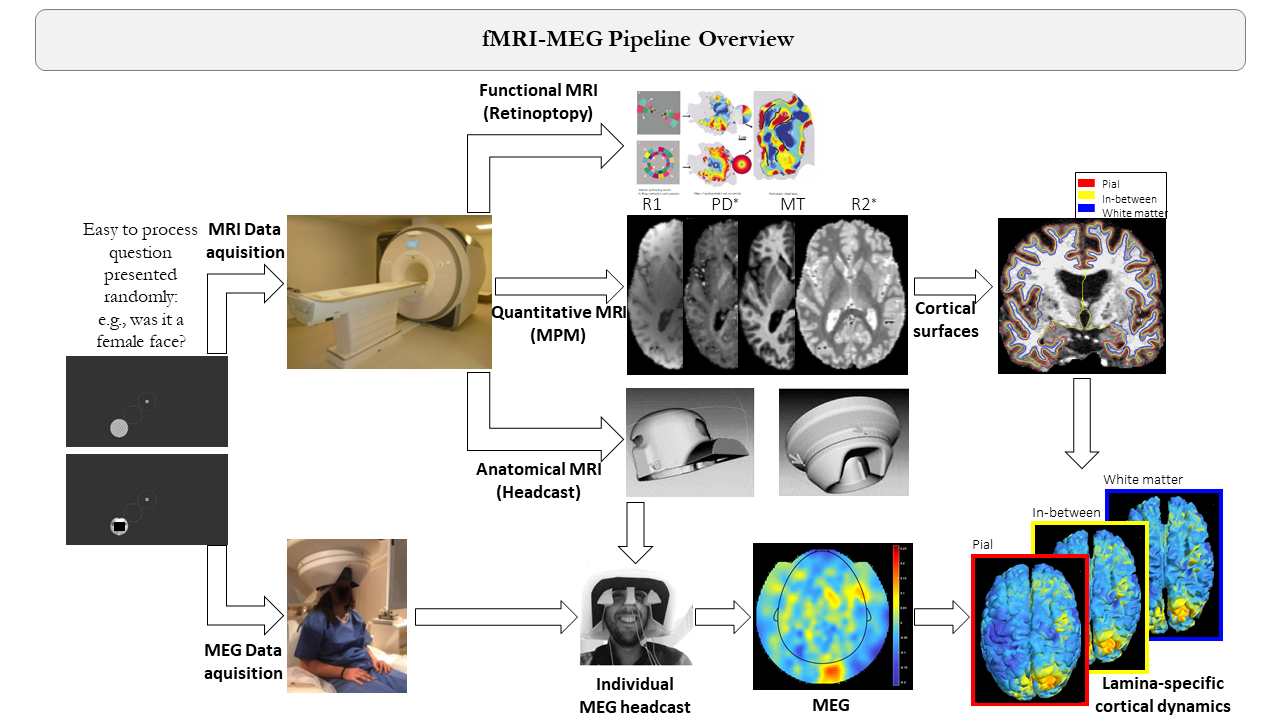 fMRI-MEG Pipeline Overview
Functional MRI
(Retinoptopy)
R1
PD*
MT
R2*
Pial
In-between
White matter
Easy to process
question
presented
randomly:
e.g., was it a
female face?
MRI Data
aquisition
Quantitative MRI
(MPM)
Cortical
surfaces
Anatomical MRI
(Headcast)
White matter
In-between
Pial
MEG Data
aquisition
Individual
MEG headcast
MEG
Lamina-specific
cortical dynamics